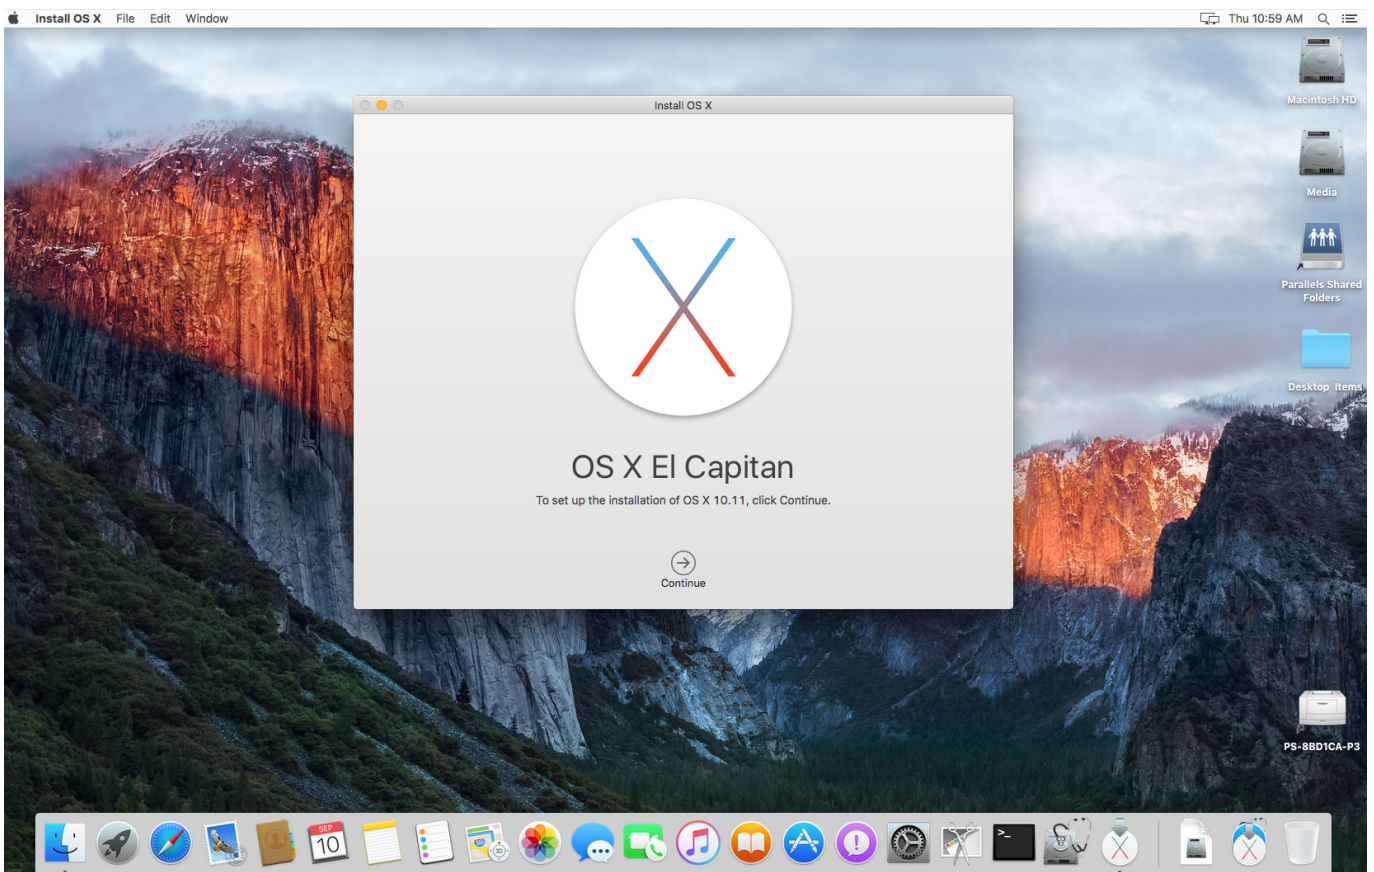 Install OS X File Edit Window
Thu 10:59 AM
Install OS X
Macintosh HD
Media
Parallels Shared
Folders
Desktop Items
OS X El Capitan
To set up the installation of OS X 10.11, click Continue.
Continue
PS-8BD1CA-P3
SEP
10